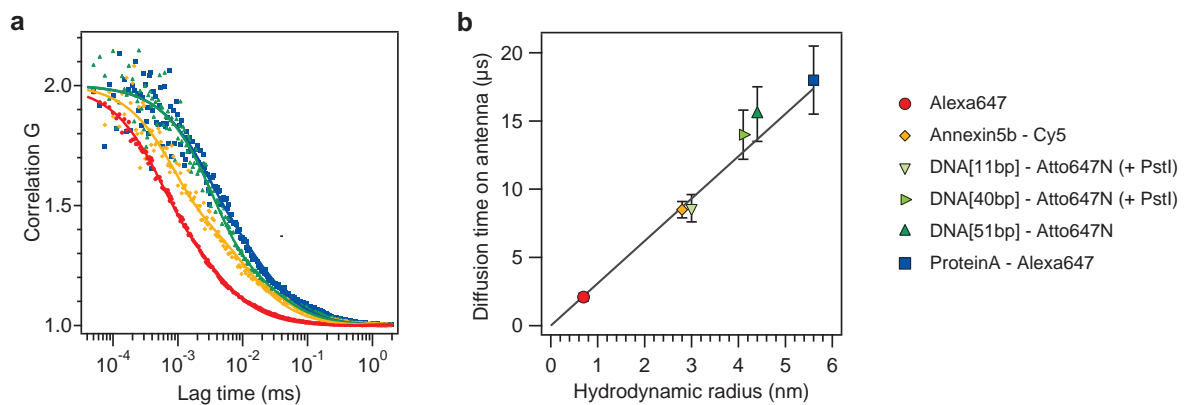 a
Correlation G
2.0
1.5
1.0
10⁻⁴
10⁻³
10⁻²
10⁻¹
10⁰
Lag time (ms)
b
Diffusion time on antenna (µs)
20
15
10
5
0
0
1
2
3
4
5
6
Hydrodynamic radius (nm)
Alexa647
Annexin5b - Cy5
DNA[11bp] - Atto647N (+ PstI)
DNA[40bp] - Atto647N (+ PstI)
DNA[51bp] - Atto647N
ProteinA - Alexa647